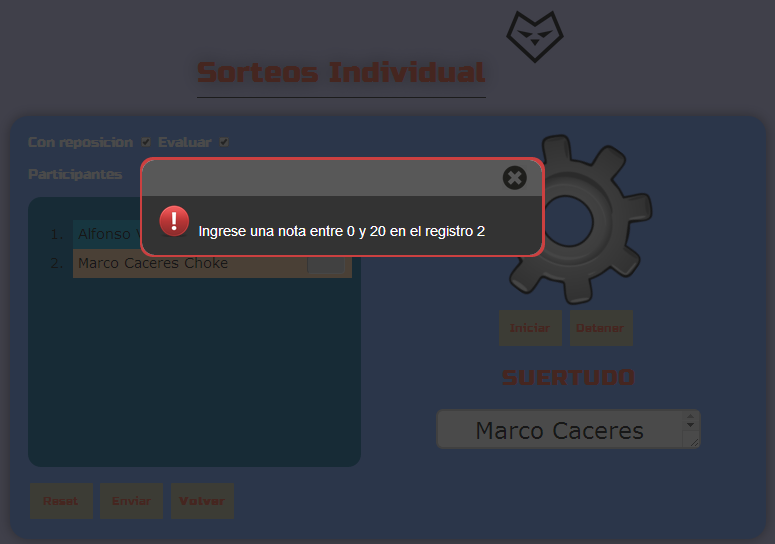 Sorteos Individual
Con reposicion Evaluar
Participantes
Ingrese una nota entre 0 y 20 en el registro 2
1. Alfonso
2. Marco Caceres Choke
Iniciar Detener
SUERTUDO
Marco Caceres
Reset Enviar Volver